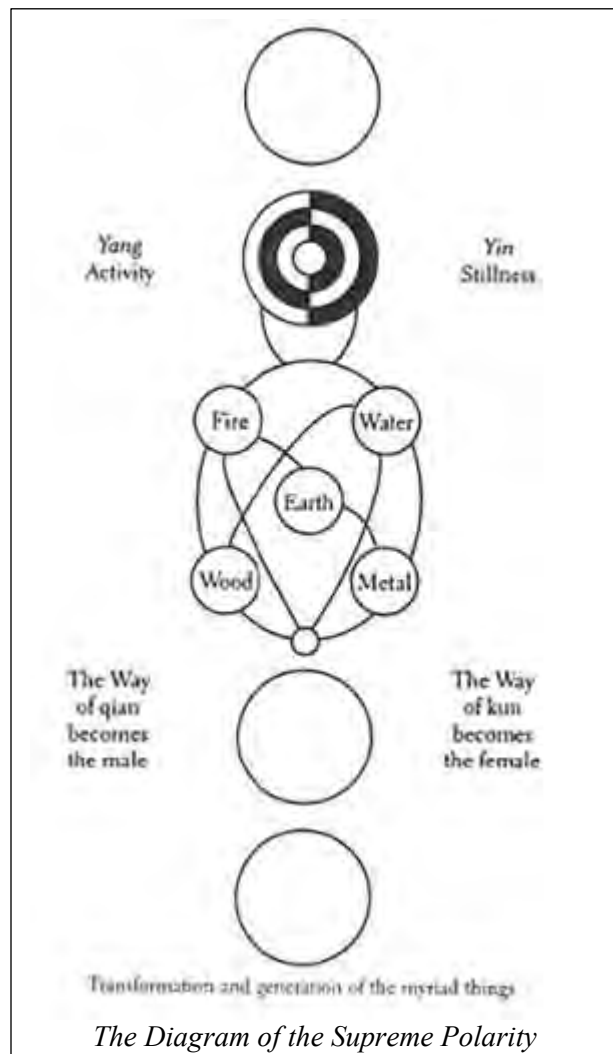 Yang
Activity
Yin
Stillness
Fire
Water
Earth
Wood
Metal
The Way
of qian
becomes
the male
The Way
of kun
becomes
the female
Transformation and generation of the myriad things
The Diagram of the Supreme Polarity